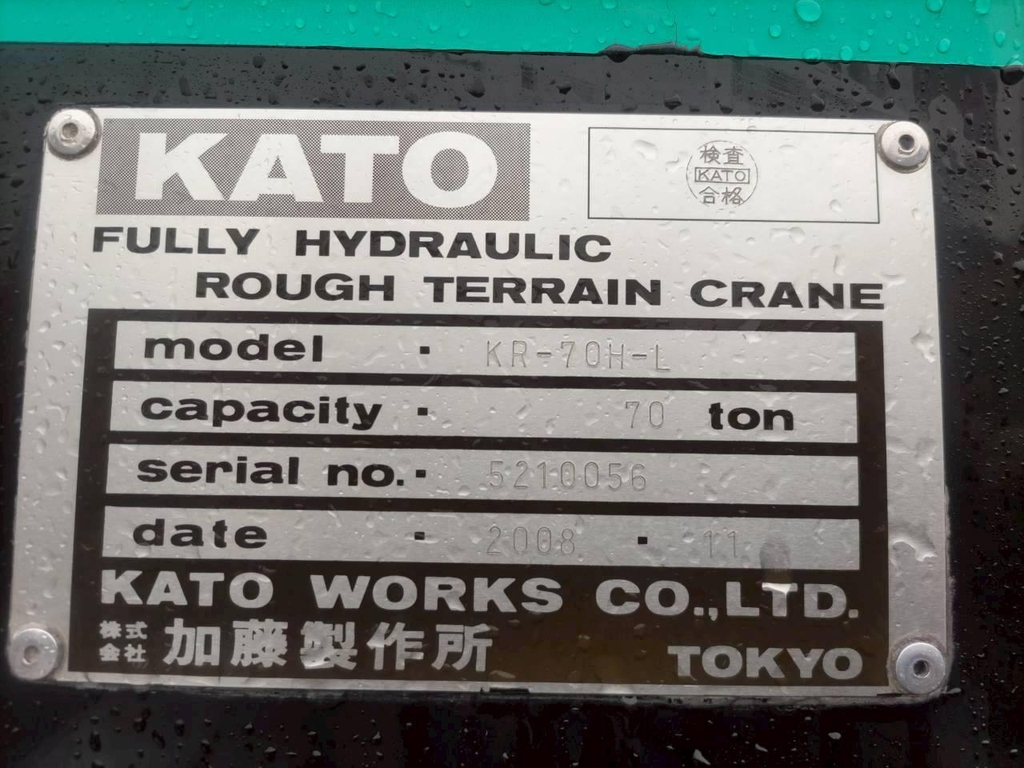 KATO
検査
KATO
合格
FULLY HYDRAULIC
ROUGH TERRAIN CRANE
model · KR-70H-L
capacity · 70 ton
serial no. · 5210056
date · 2008 · 11
KATO WORKS CO.,LTD.
株式会社 加藤製作所 TOKYO